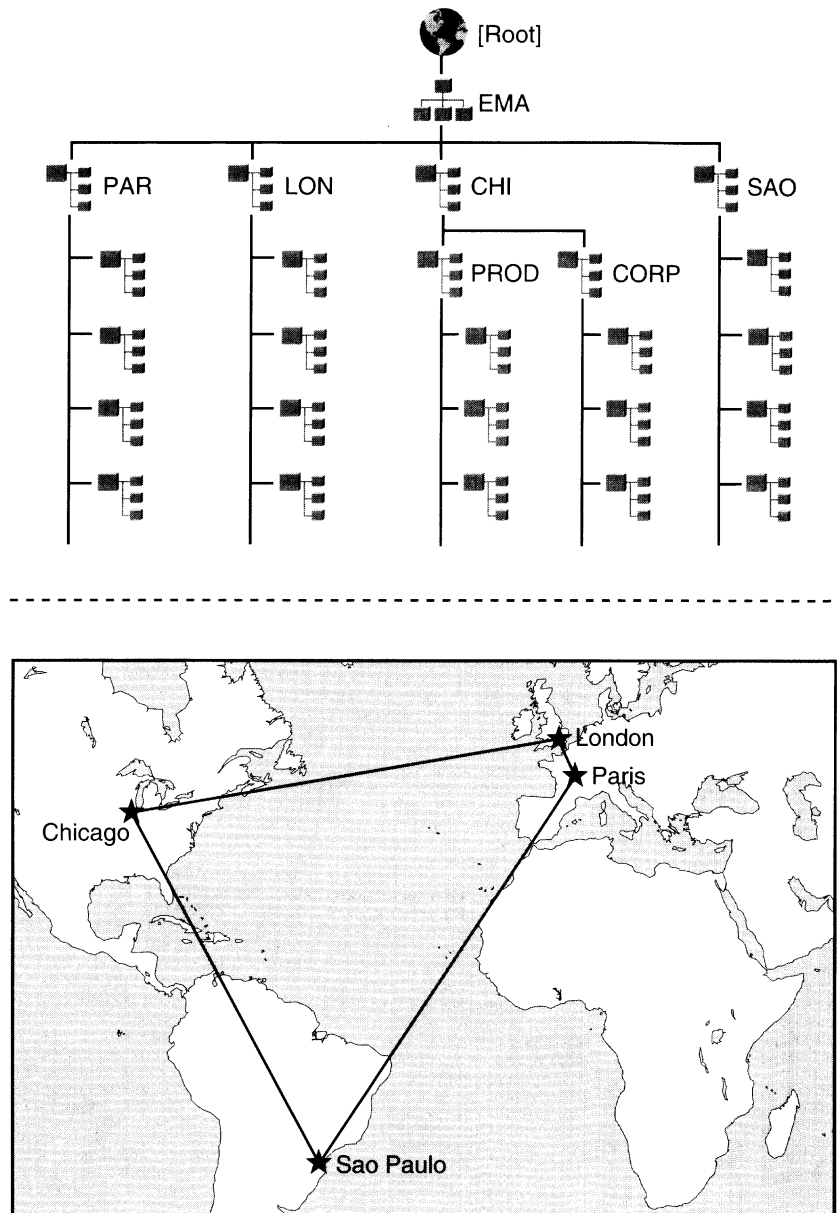 [Root]
EMA
PAR
LON
CHI
SAO
PROD
CORP
London
Paris
Chicago
Sao Paulo